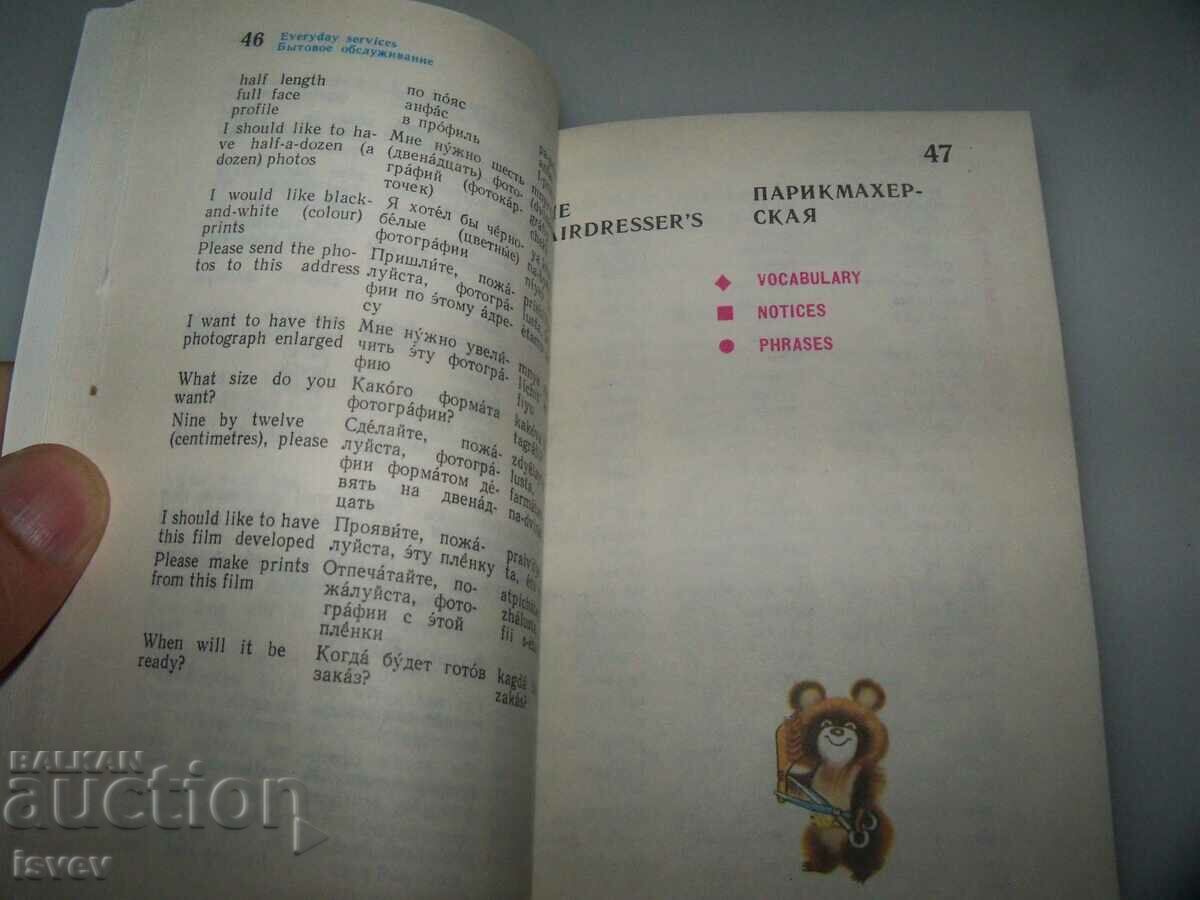 46 Everyday services
Бытовое обслуживание
half length
full face
profile
I should like to ha-
ve half-a-dozen (a
dozen) photos
I would like black-
and-white (colour)
prints
Please send the pho-
tos to this address
I want to have this
photograph enlarged
What size do you
want?
Nine by twelve
(centimetres), please
I should like to have
this film developed
Please make prints
from this film
When will it be
ready?
по по́яс
анфа́с
в про́филь
Мне ну́жно шесть
(двена́дцать) фото-
гра́фий (фотока́р-
точек)
Я хоте́л бы чёрно-
бе́лые (цветны́е)
фотогра́фии
Пришли́те, пожа́-
луйста, фотогра́-
фии по э́тому а́дре-
су
Мне ну́жно увели́-
чить э́ту фотогра́-
фию
Како́го форма́та
фотогра́фии?
Сде́лайте, пожа́-
луйста, фотогра́-
фии форма́том де́-
вять на двена́д-
цать
Прояви́те, пожа́-
луйста, э́ту плёнку
Отпеча́тайте, по-
жа́луйста, фото-
гра́фии с э́той
плёнки
Когда́ бу́дет гото́в
зака́з?
kagdá
zakás?
47
AIRDRESSER'S
ПАРИКМАХЕР-
СКАЯ
VOCABULARY
NOTICES
PHRASES
BALKAN
auction
isvev